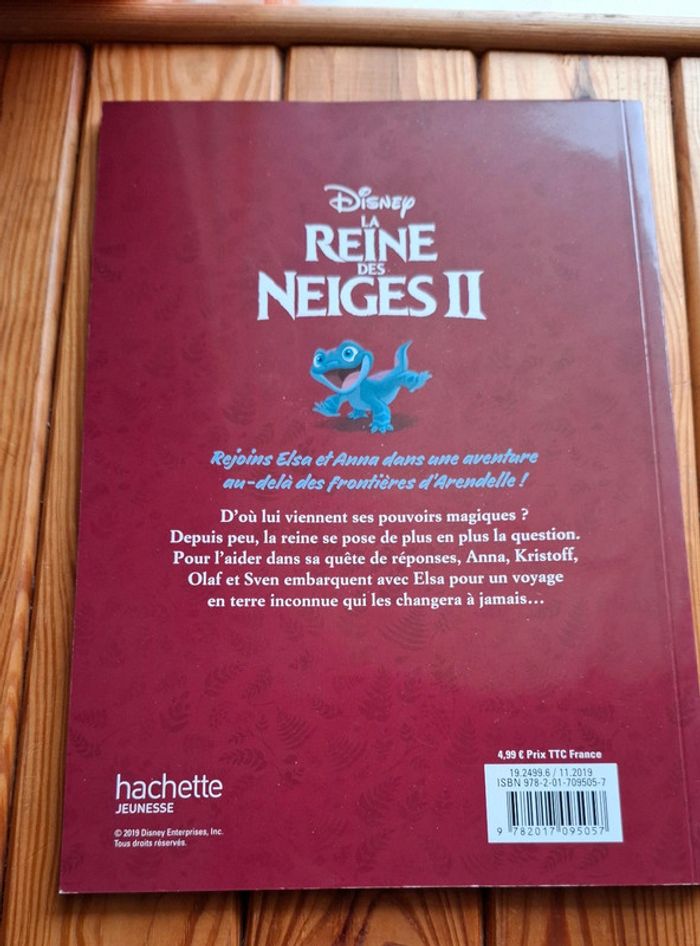 Disney
LA
REINE
DES
NEIGES II
Rejoins Elsa et Anna dans une aventure
au-delà des frontières d'Arendelle !
D'où lui viennent ses pouvoirs magiques ?
Depuis peu, la reine se pose de plus en plus la question.
Pour l'aider dans sa quête de réponses, Anna, Kristoff,
Olaf et Sven embarquent avec Elsa pour un voyage
en terre inconnue qui les changera à jamais…
4,99 € Prix TTC France
19.2499.6 / 11.2019
ISBN 978-2-01-709505-7
9 782017 095057
hachette
JEUNESSE
© 2019 Disney Enterprises, Inc.
Tous droits réservés.